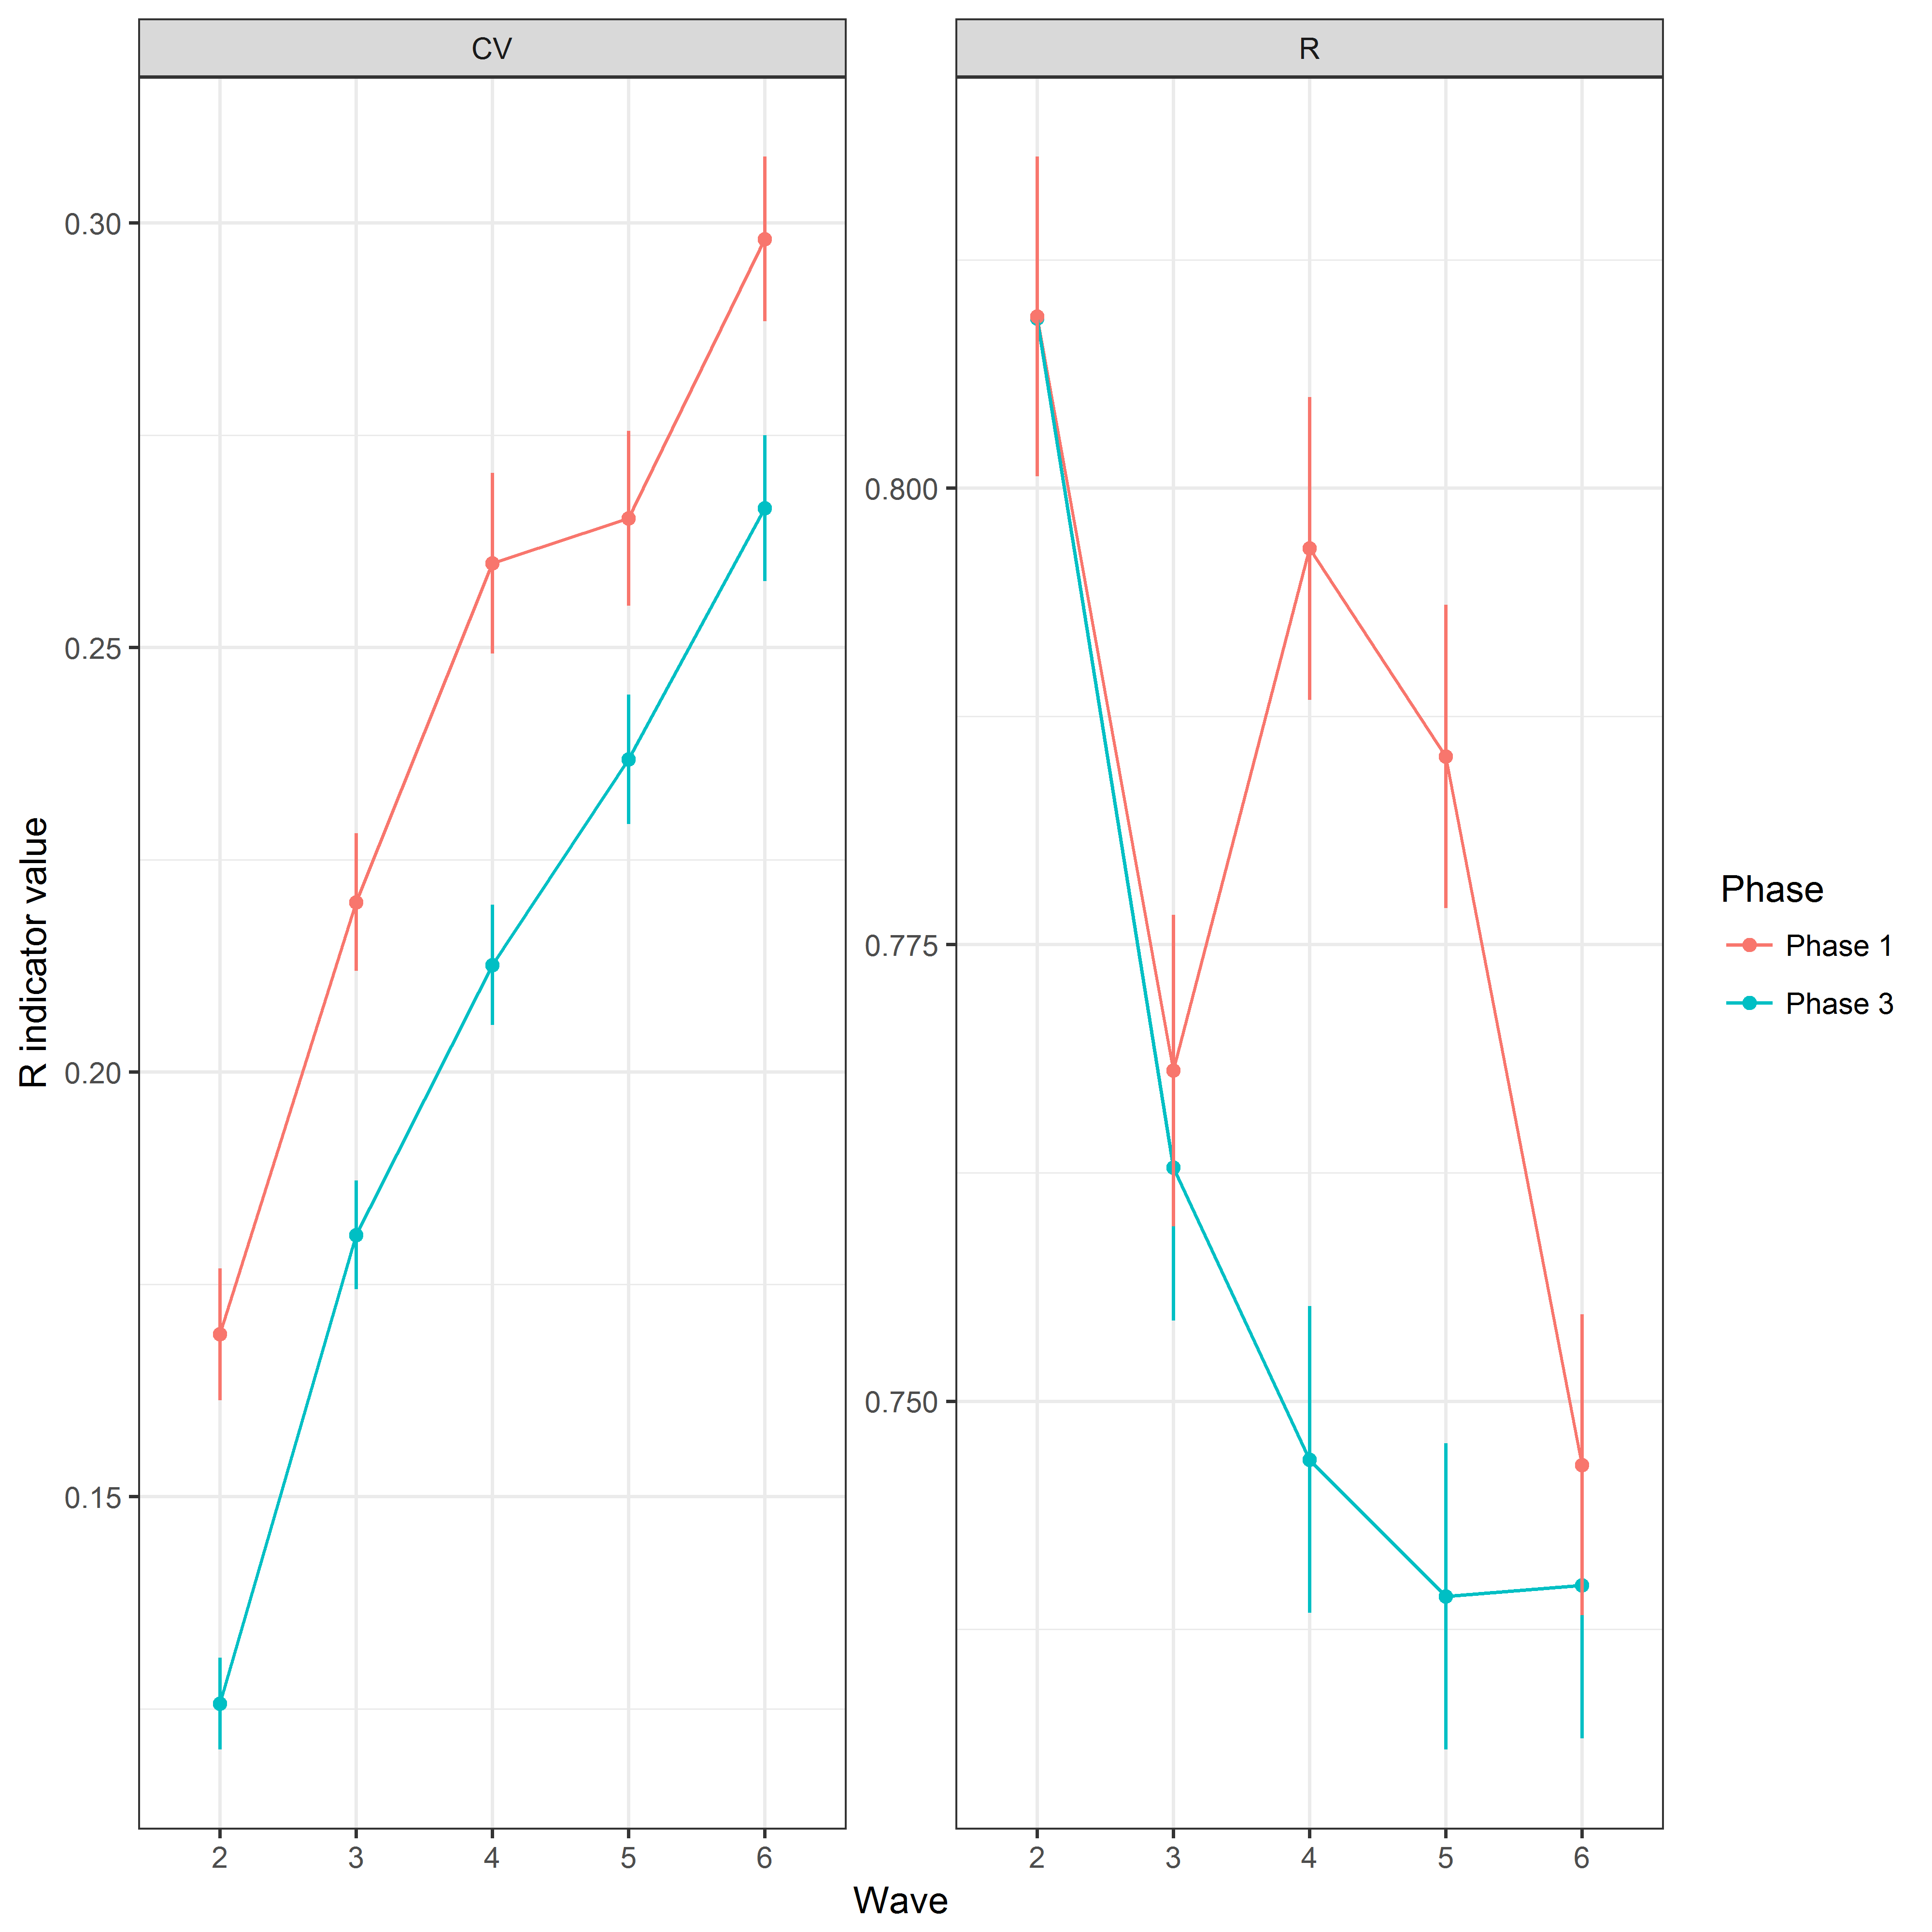 CV
R
R indicator value
0.30
0.25
0.20
0.15
0.800
0.775
0.750
2 3 4 5 6
2 3 4 5 6
Wave
Phase
Phase 1
Phase 3